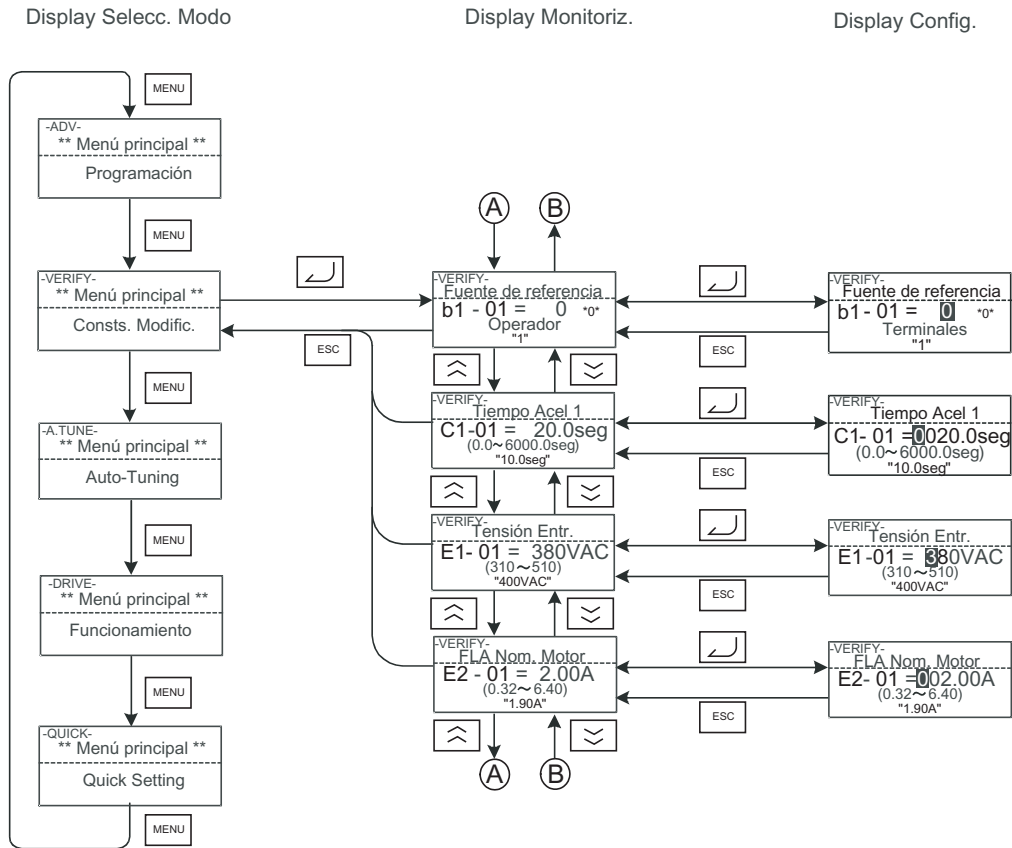 Display Selecc. Modo
Display Monitoriz.
Display Config.
MENU
-ADV-
** Menú principal **
Programación
MENU
-VERIFY-
** Menú principal **
Consts. Modific.
MENU
-A.TUNE-
** Menú principal **
Auto-Tuning
MENU
-DRIVE-
** Menú principal **
Funcionamiento
MENU
-QUICK-
** Menú principal **
Quick Setting
MENU
ESC
A
B
-VERIFY-
Fuente de referencia
b1 - 01 = 0 *0*
Operador
"1"
-VERIFY-
Tiempo Acel 1
C1-01 = 20.0seg
(0.0~6000.0seg)
"10.0seg"
-VERIFY-
Tensión Entr.
E1- 01 = 380VAC
(310~510)
"400VAC"
-VERIFY-
FLA Nom. Motor
E2 - 01 = 2.00A
(0.32~6.40)
"1.90A"
A
B
ESC
ESC
ESC
ESC
-VERIFY-
Fuente de referencia
b1 - 01 = 0 *0*
Terminales
"1"
-VERIFY-
Tiempo Acel 1
C1- 01 =0020.0seg
(0.0~6000.0seg)
"10.0seg"
-VERIFY-
Tensión Entr.
E1 -01 = 380VAC
(310~510)
"400VAC"
-VERIFY-
FLA Nom. Motor
E2- 01 =002.00A
(0.32~6.40)
"1.90A"